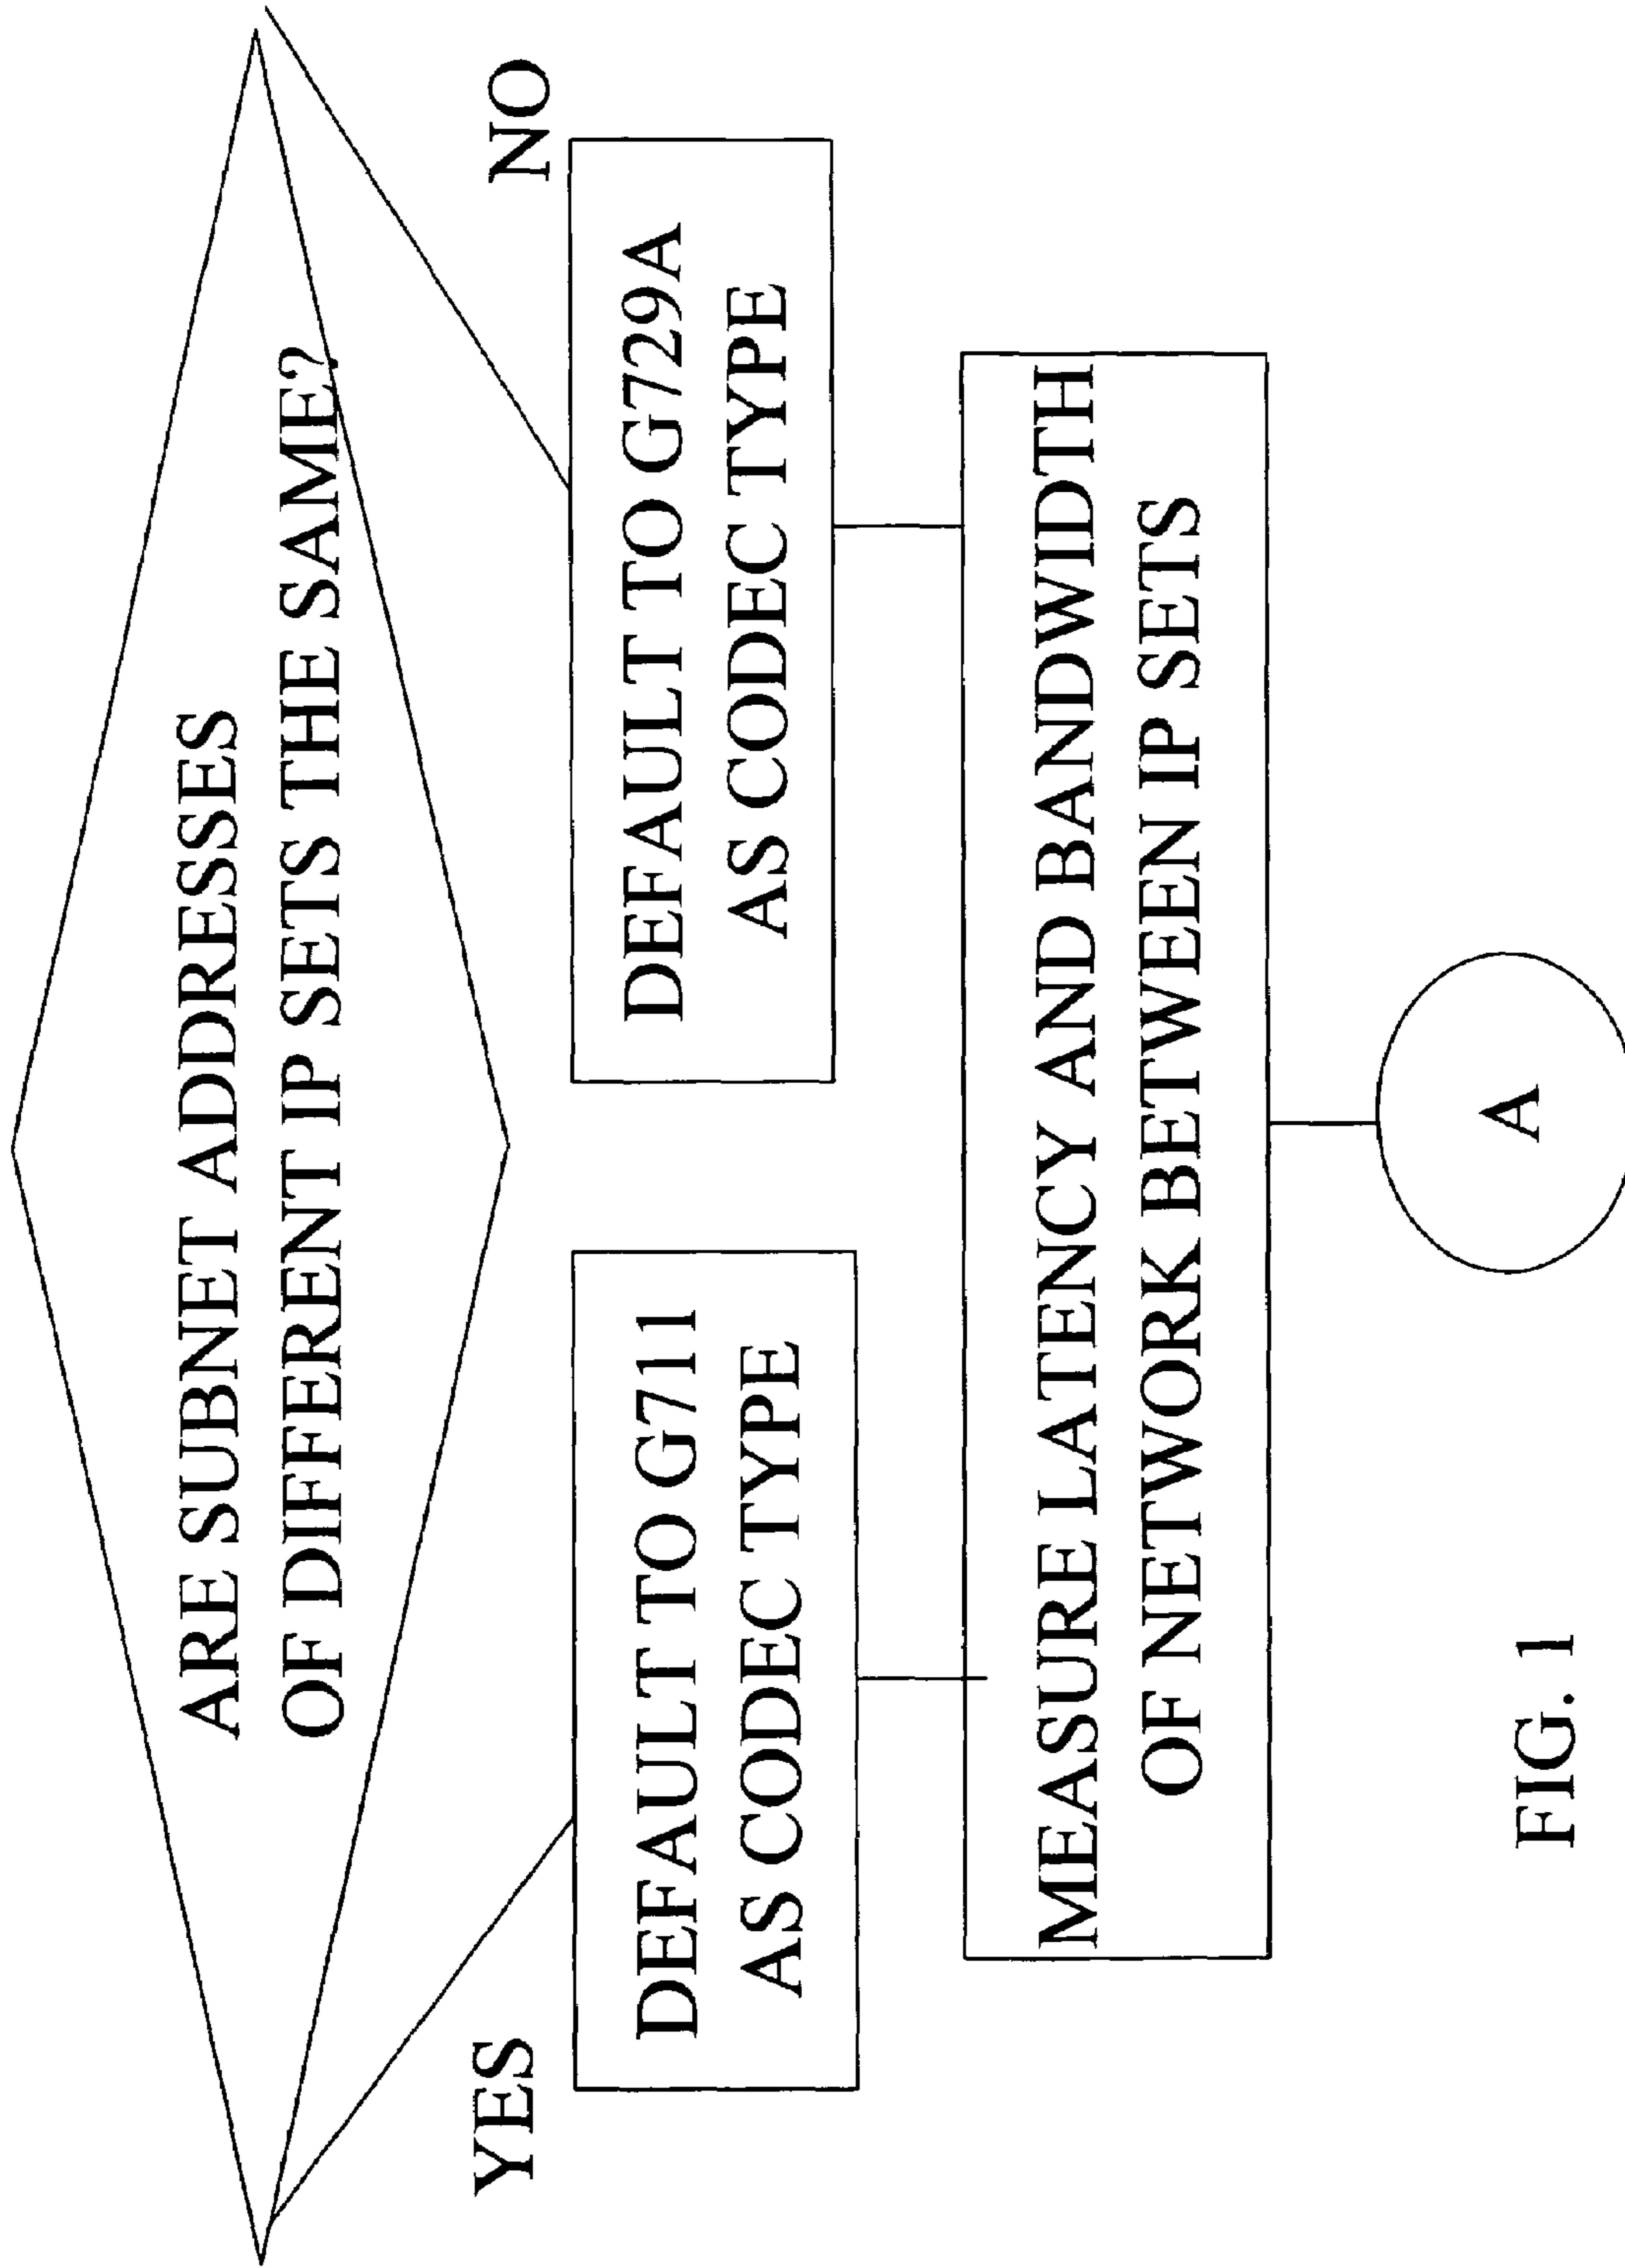 ARE SUBNET ADDRESSES
OF DIFFERENT IP SETS THE SAME?
YES
NO
DEFAULT TO G711
AS CODEC TYPE
DEFAULT TO G729A
AS CODEC TYPE
MEASURE LATENCY AND BANDWIDTH
OF NETWORK BETWEEN IP SETS
A
FIG. 1